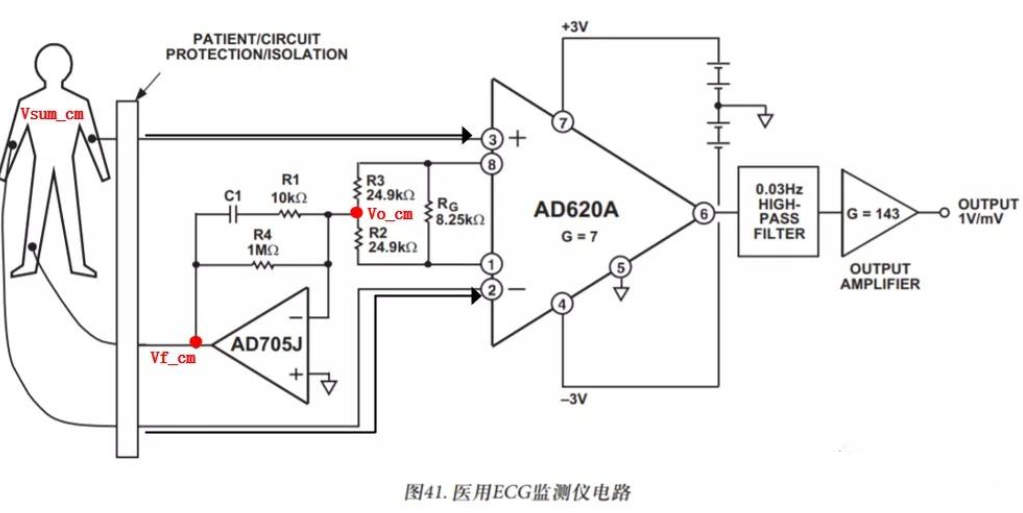 PATIENT/CIRCUIT
PROTECTION/ISOLATION
+3V
Vsum_cm
3
+
7
8
R1
10kΩ
C1
R3
24.9kΩ
RG
8.25kΩ
Vo_cm
R2
24.9kΩ
R4
1MΩ
AD620A
G = 7
6
0.03Hz
HIGH-
PASS
FILTER
G = 143
OUTPUT
1V/mV
OUTPUT
AMPLIFIER
1
5
2
−
4
−
AD705J
+
Vf_cm
−3V
图41. 医用ECG监测仪电路